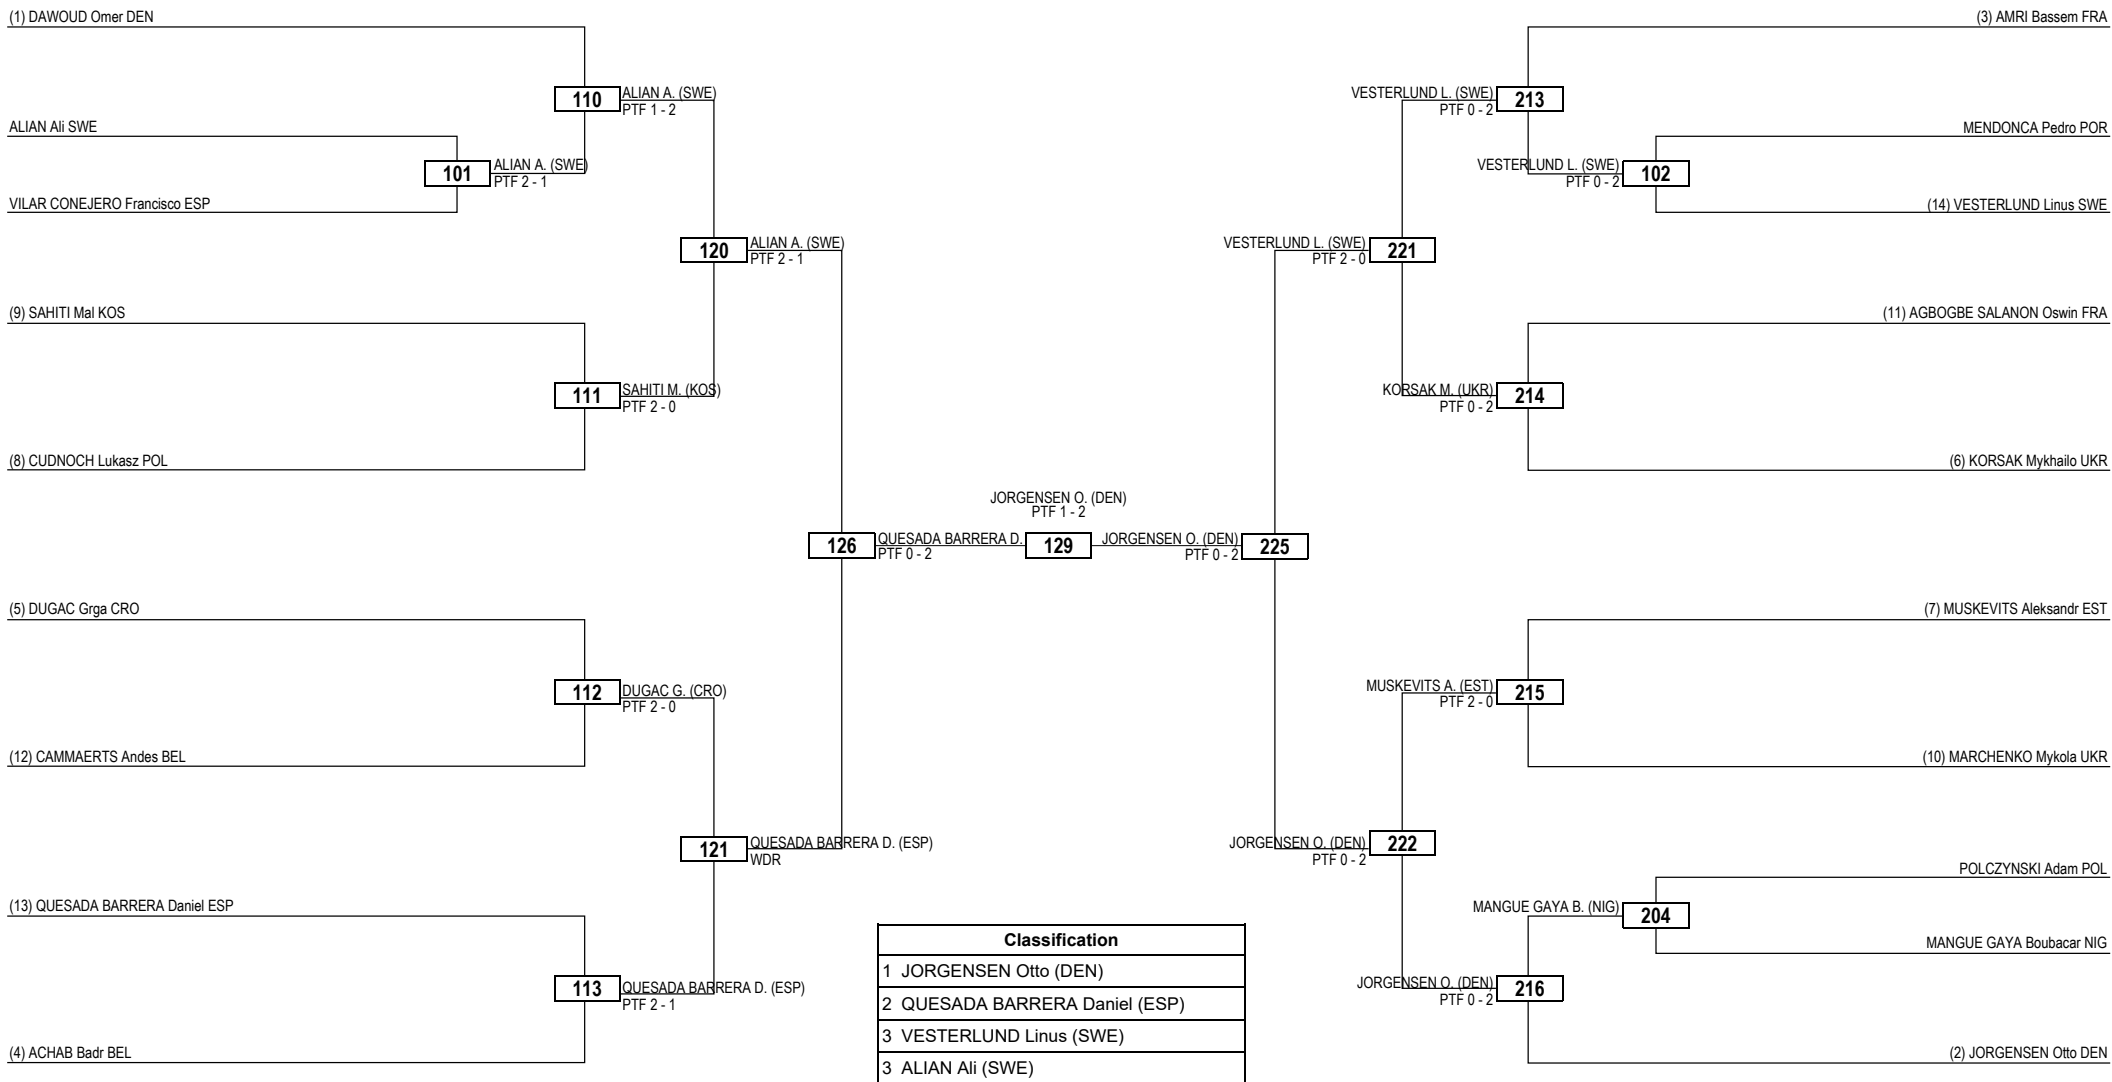 (1) DAWOUD Omer DEN
(3) AMRI Bassem FRA
110
ALIAN A. (SWE)
PTF 1 - 2
VESTERLUND L. (SWE)
PTF 0 - 2
213
ALIAN Ali SWE
MENDONCA Pedro POR
101
ALIAN A. (SWE)
PTF 2 - 1
VESTERLUND L. (SWE)
PTF 0 - 2
102
VILAR CONEJERO Francisco ESP
(14) VESTERLUND Linus SWE
120
ALIAN A. (SWE)
PTF 2 - 1
VESTERLUND L. (SWE)
PTF 2 - 0
221
(9) SAHITI Mal KOS
(11) AGBOGBE SALANON Oswin FRA
111
SAHITI M. (KOS)
PTF 2 - 0
KORSAK M. (UKR)
PTF 0 - 2
214
(8) CUDNOCH Lukasz POL
(6) KORSAK Mykhailo UKR
JORGENSEN O. (DEN)
PTF 1 - 2
126
QUESADA BARRERA D.
PTF 0 - 2
129
JORGENSEN O. (DEN)
PTF 0 - 2
225
(5) DUGAC Grga CRO
(7) MUSKEVITS Aleksandr EST
112
DUGAC G. (CRO)
PTF 2 - 0
MUSKEVITS A. (EST)
PTF 2 - 0
215
(12) CAMMAERTS Andes BEL
(10) MARCHENKO Mykola UKR
121
QUESADA BARRERA D. (ESP)
WDR
JORGENSEN O. (DEN)
PTF 0 - 2
222
POLCZYNSKI Adam POL
(13) QUESADA BARRERA Daniel ESP
MANGUE GAYA B. (NIG)
204
MANGUE GAYA Boubacar NIG
113
QUESADA BARRERA D. (ESP)
PTF 2 - 1
JORGENSEN O. (DEN)
PTF 0 - 2
216
(4) ACHAB Badr BEL
(2) JORGENSEN Otto DEN
Classification
1 JORGENSEN Otto (DEN)
2 QUESADA BARRERA Daniel (ESP)
3 VESTERLUND Linus (SWE)
3 ALIAN Ali (SWE)